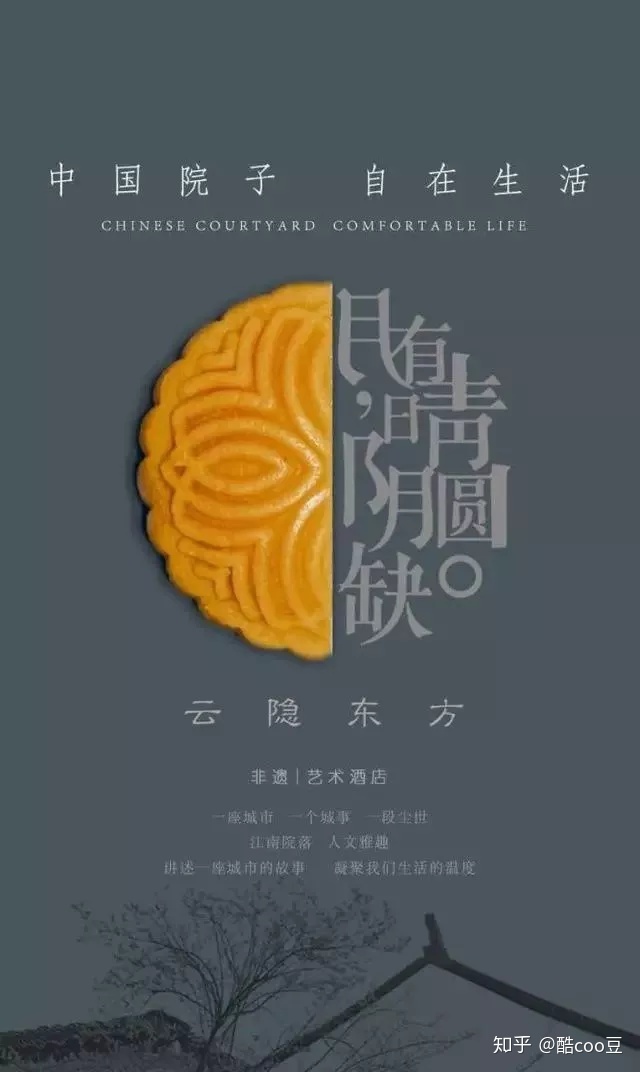 中国院子 自在生活
CHINESE COURTYARD COMFORTABLE LIFE
月有，阴晴圆缺。
云隐东方
非遗|艺术酒店
一座城市 一个城事 一段尘世
江南院落 人文雅趣
讲述一座城市的故事 凝聚我们生活的温度
知乎 @酷coo豆